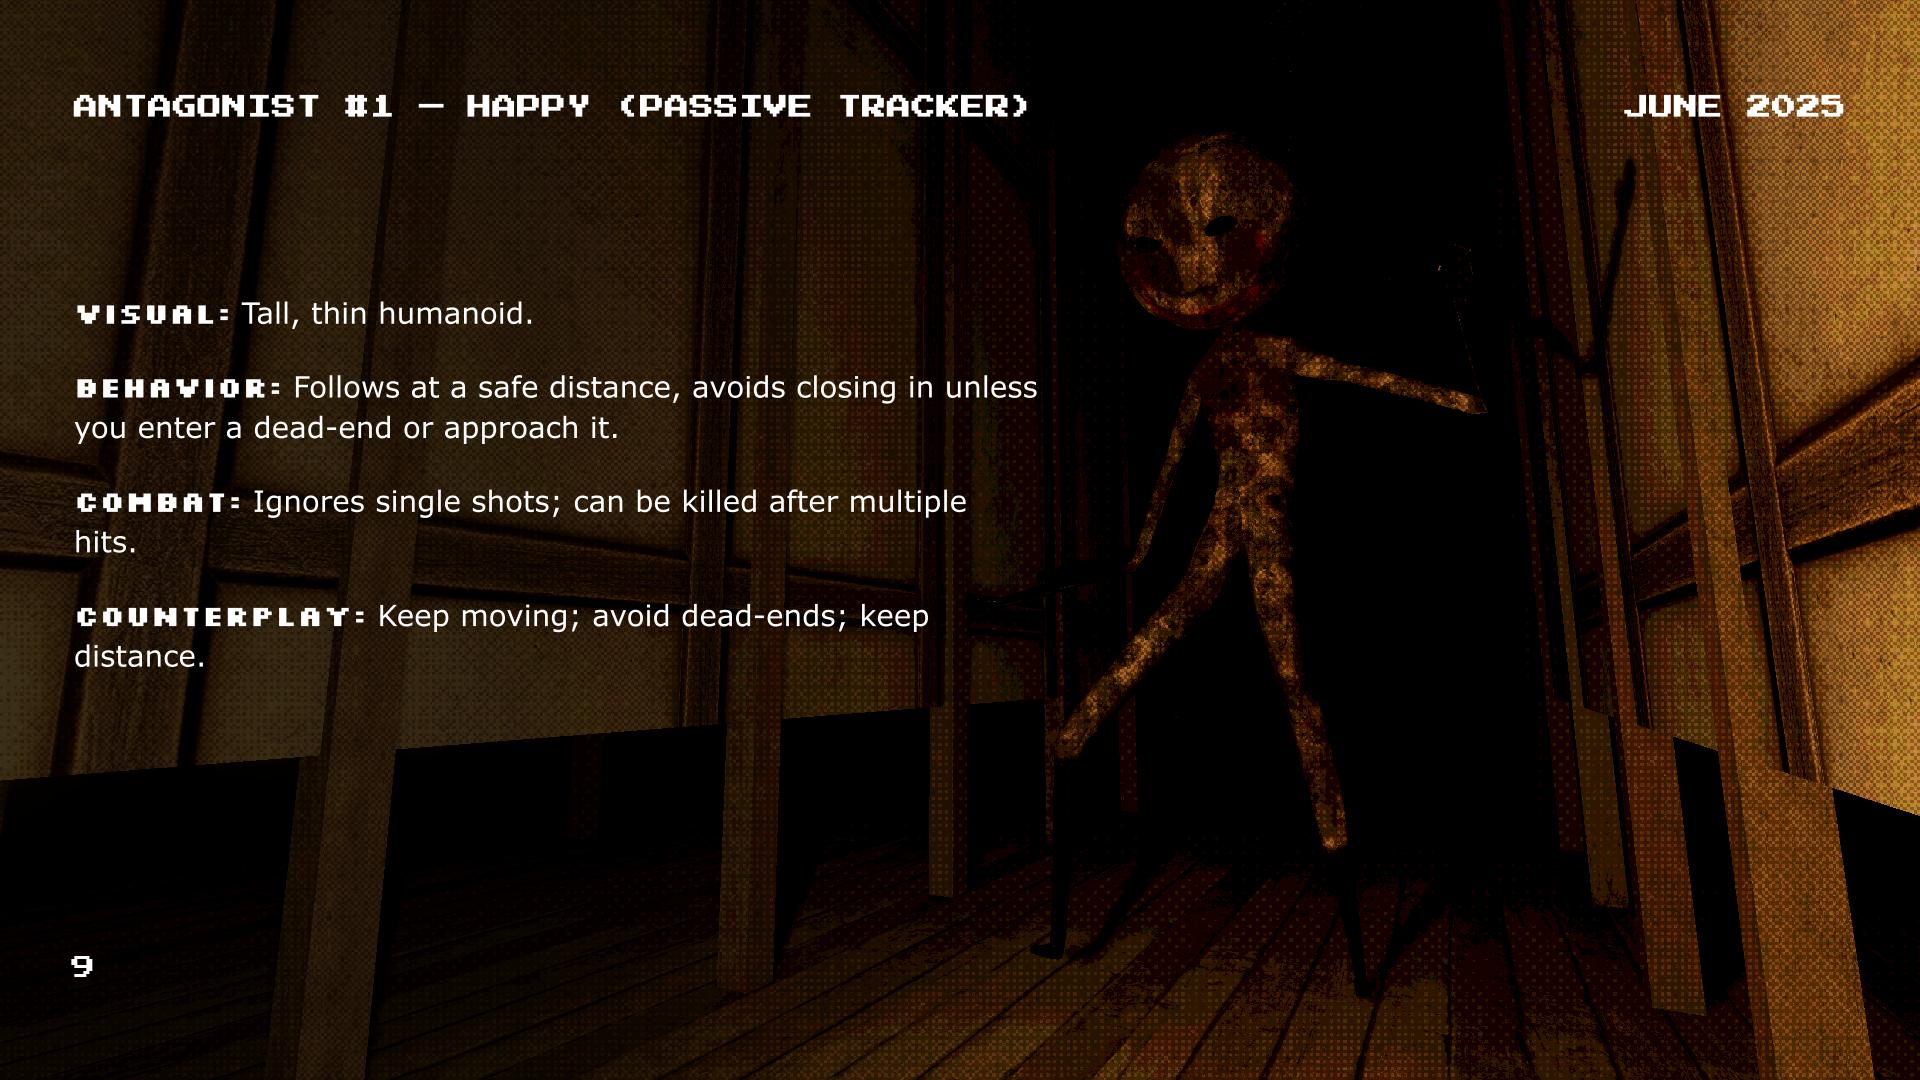 ANTAGONIST #1 — HAPPY (PASSIVE TRACKER)
JUNE 2025
VISUAL: Tall, thin humanoid.
BEHAVIOR: Follows at a safe distance, avoids closing in unless
you enter a dead-end or approach it.
COMBAT: Ignores single shots; can be killed after multiple
hits.
COUNTERPLAY: Keep moving; avoid dead-ends; keep
distance.
9